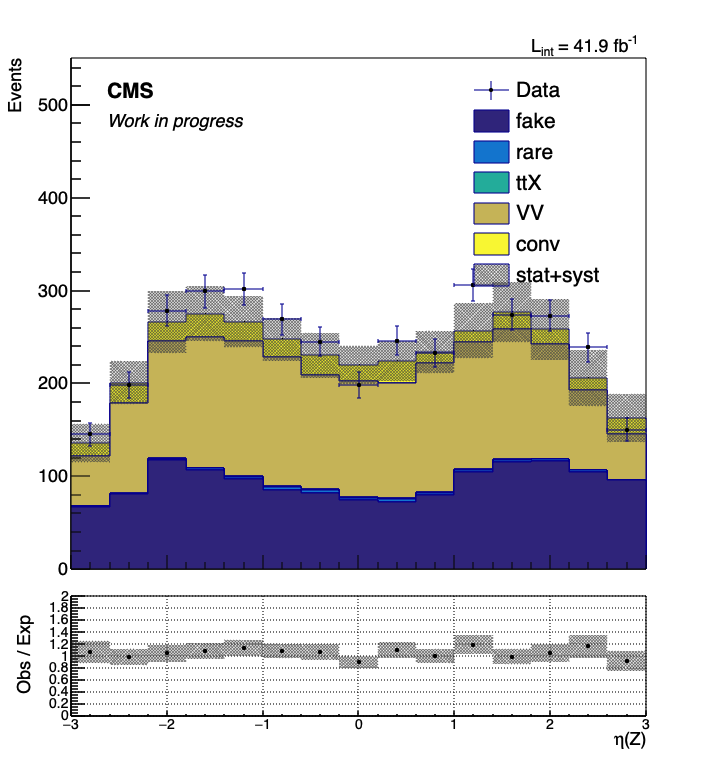 L_int = 41.9 fb^-1
Events
500
400
300
200
100
0
CMS
Work in progress
Data
fake
rare
ttX
VV
conv
stat+syst
Obs / Exp
2
1.8
1.6
1.4
1.2
1
0.8
0.6
0.4
0.2
0
−3
−2
−1
0
1
2
3
η(Z)